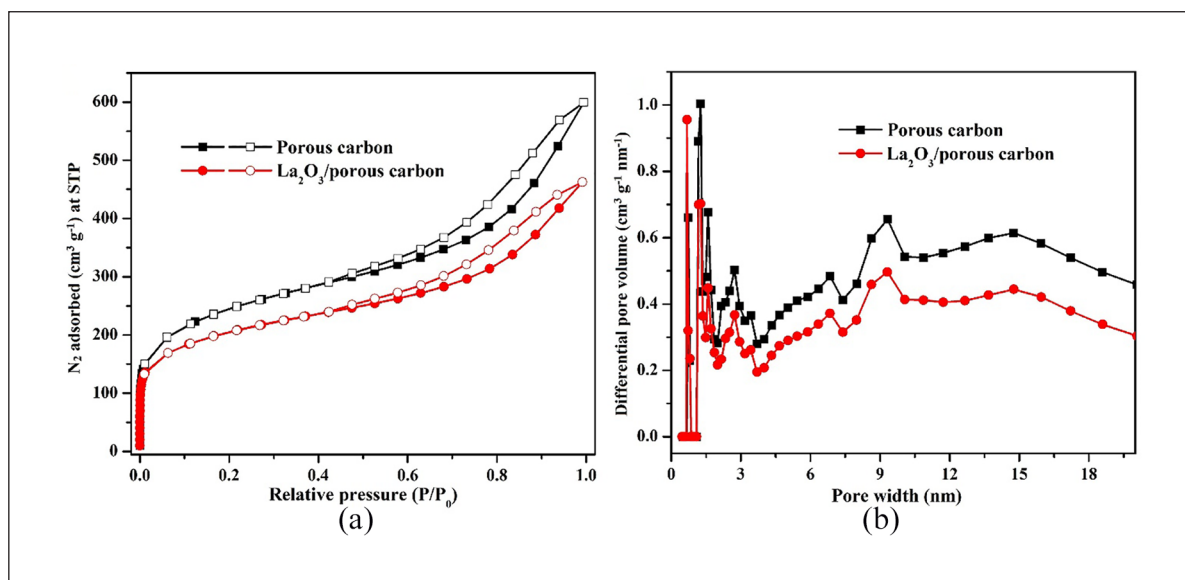 600
500
400
300
200
100
0
N₂ adsorbed (cm³ g⁻¹) at STP
Porous carbon
La₂O₃/porous carbon
0.0 0.2 0.4 0.6 0.8 1.0
Relative pressure (P/P₀)
(a)
1.0
0.8
0.6
0.4
0.2
0.0
Differential pore volume (cm³ g⁻¹ nm⁻¹)
Porous carbon
La₂O₃/porous carbon
0 3 6 9 12 15 18
Pore width (nm)
(b)